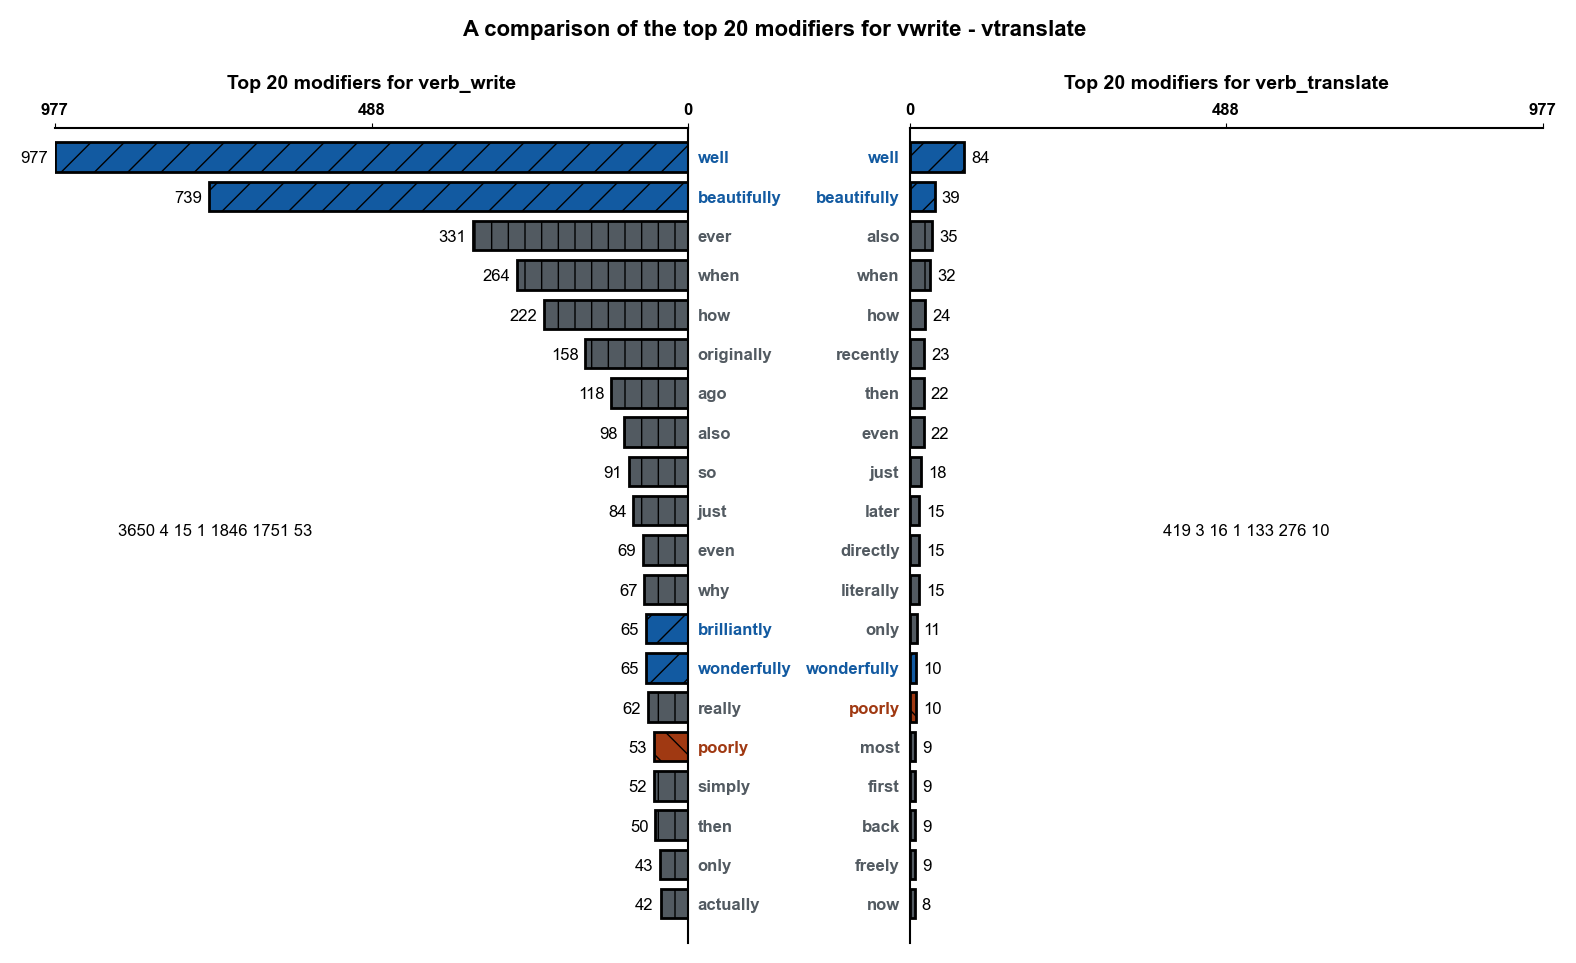 A comparison of the top 20 modifiers for vwrite - vtranslate
Top 20 modifiers for verb_write
977 488 0
977 well
739 beautifully
331 ever
264 when
222 how
158 originally
118 ago
98 also
91 so
84 just
69 even
67 why
65 brilliantly
65 wonderfully
62 really
53 poorly
52 simply
50 then
43 only
42 actually
3650 4 15 1 1846 1751 53
Top 20 modifiers for verb_translate
0 488 977
well 84
beautifully 39
also 35
when 32
how 24
recently 23
then 22
even 22
just 18
later 15
directly 15
literally 15
only 11
wonderfully 10
poorly 10
most 9
first 9
back 9
freely 9
now 8
419 3 16 1 133 276 10